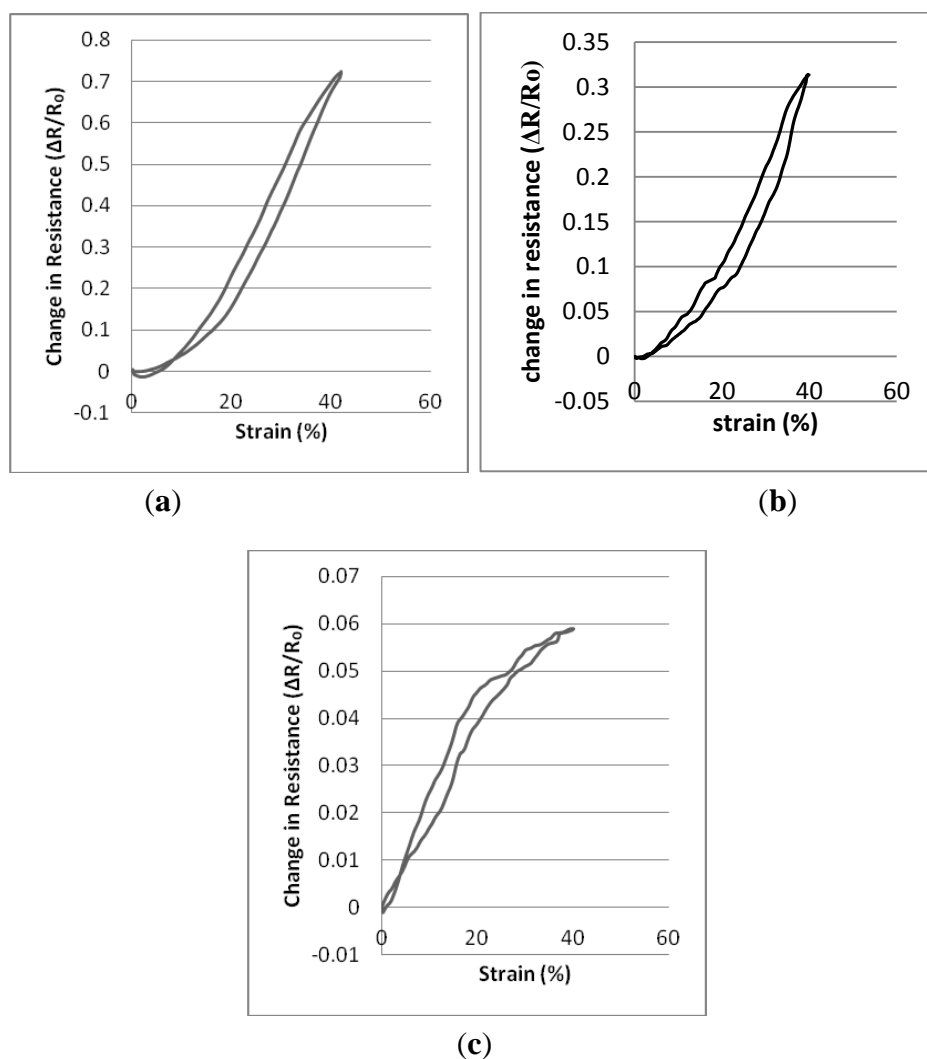 0.8
0.7
0.6
0.5
0.4
0.3
0.2
0.1
0
-0.1
0 20 40 60
Change in Resistance (ΔR/R₀)
Strain (%)
(a)
0.35
0.3
0.25
0.2
0.15
0.1
0.05
0
-0.05
0 20 40 60
change in resistance (ΔR/Ro)
strain (%)
(b)
0.07
0.06
0.05
0.04
0.03
0.02
0.01
0
-0.01
0 20 40 60
Change in Resistance (ΔR/R₀)
Strain (%)
(c)